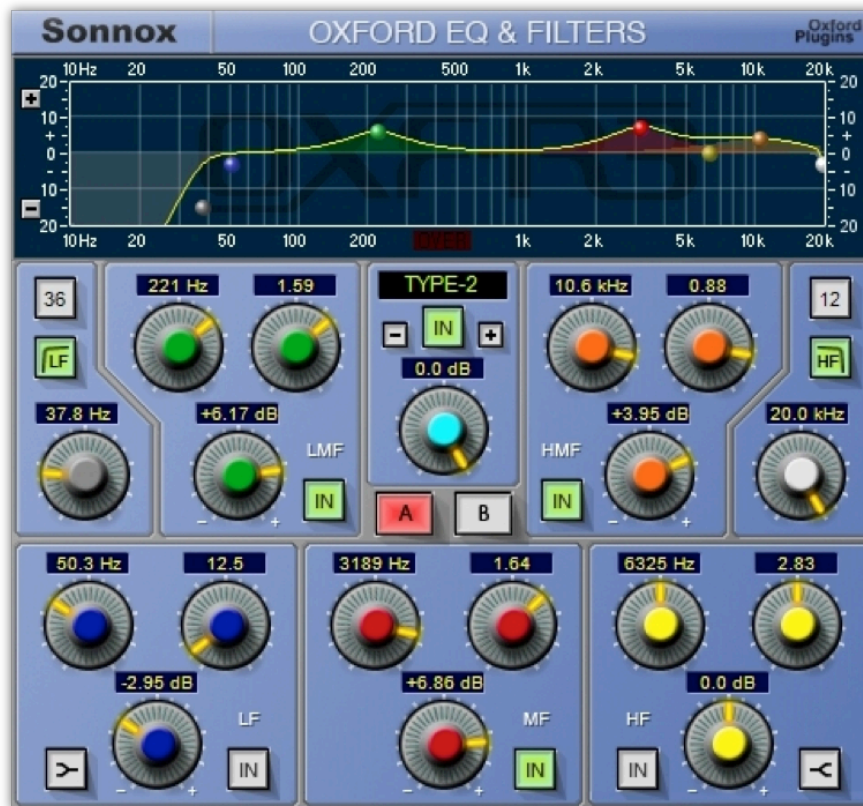 Sonnox OXFORD EQ & FILTERS Oxford Plugins
10Hz 20 50 100 200 500 1k 2k 5k 10k 20k
20 20
+ 10 10
+ +
0 0
- -
10 10
- 20 20
10Hz 20 50 100 200 OVER 1k 2k 5k 10k 20k
OXFRG
36 221 Hz 1.59 TYPE-2 10.6 kHz 0.88 12
- IN +
LF HF
0.0 dB
37.8 Hz +6.17 dB +3.95 dB 20.0 kHz
LMF HMF
IN IN
- + - +
A B
50.3 Hz 12.5 3189 Hz 1.64 6325 Hz 2.83
-2.95 dB +6.86 dB 0.0 dB
LF MF HF
IN IN IN
- + - + - +